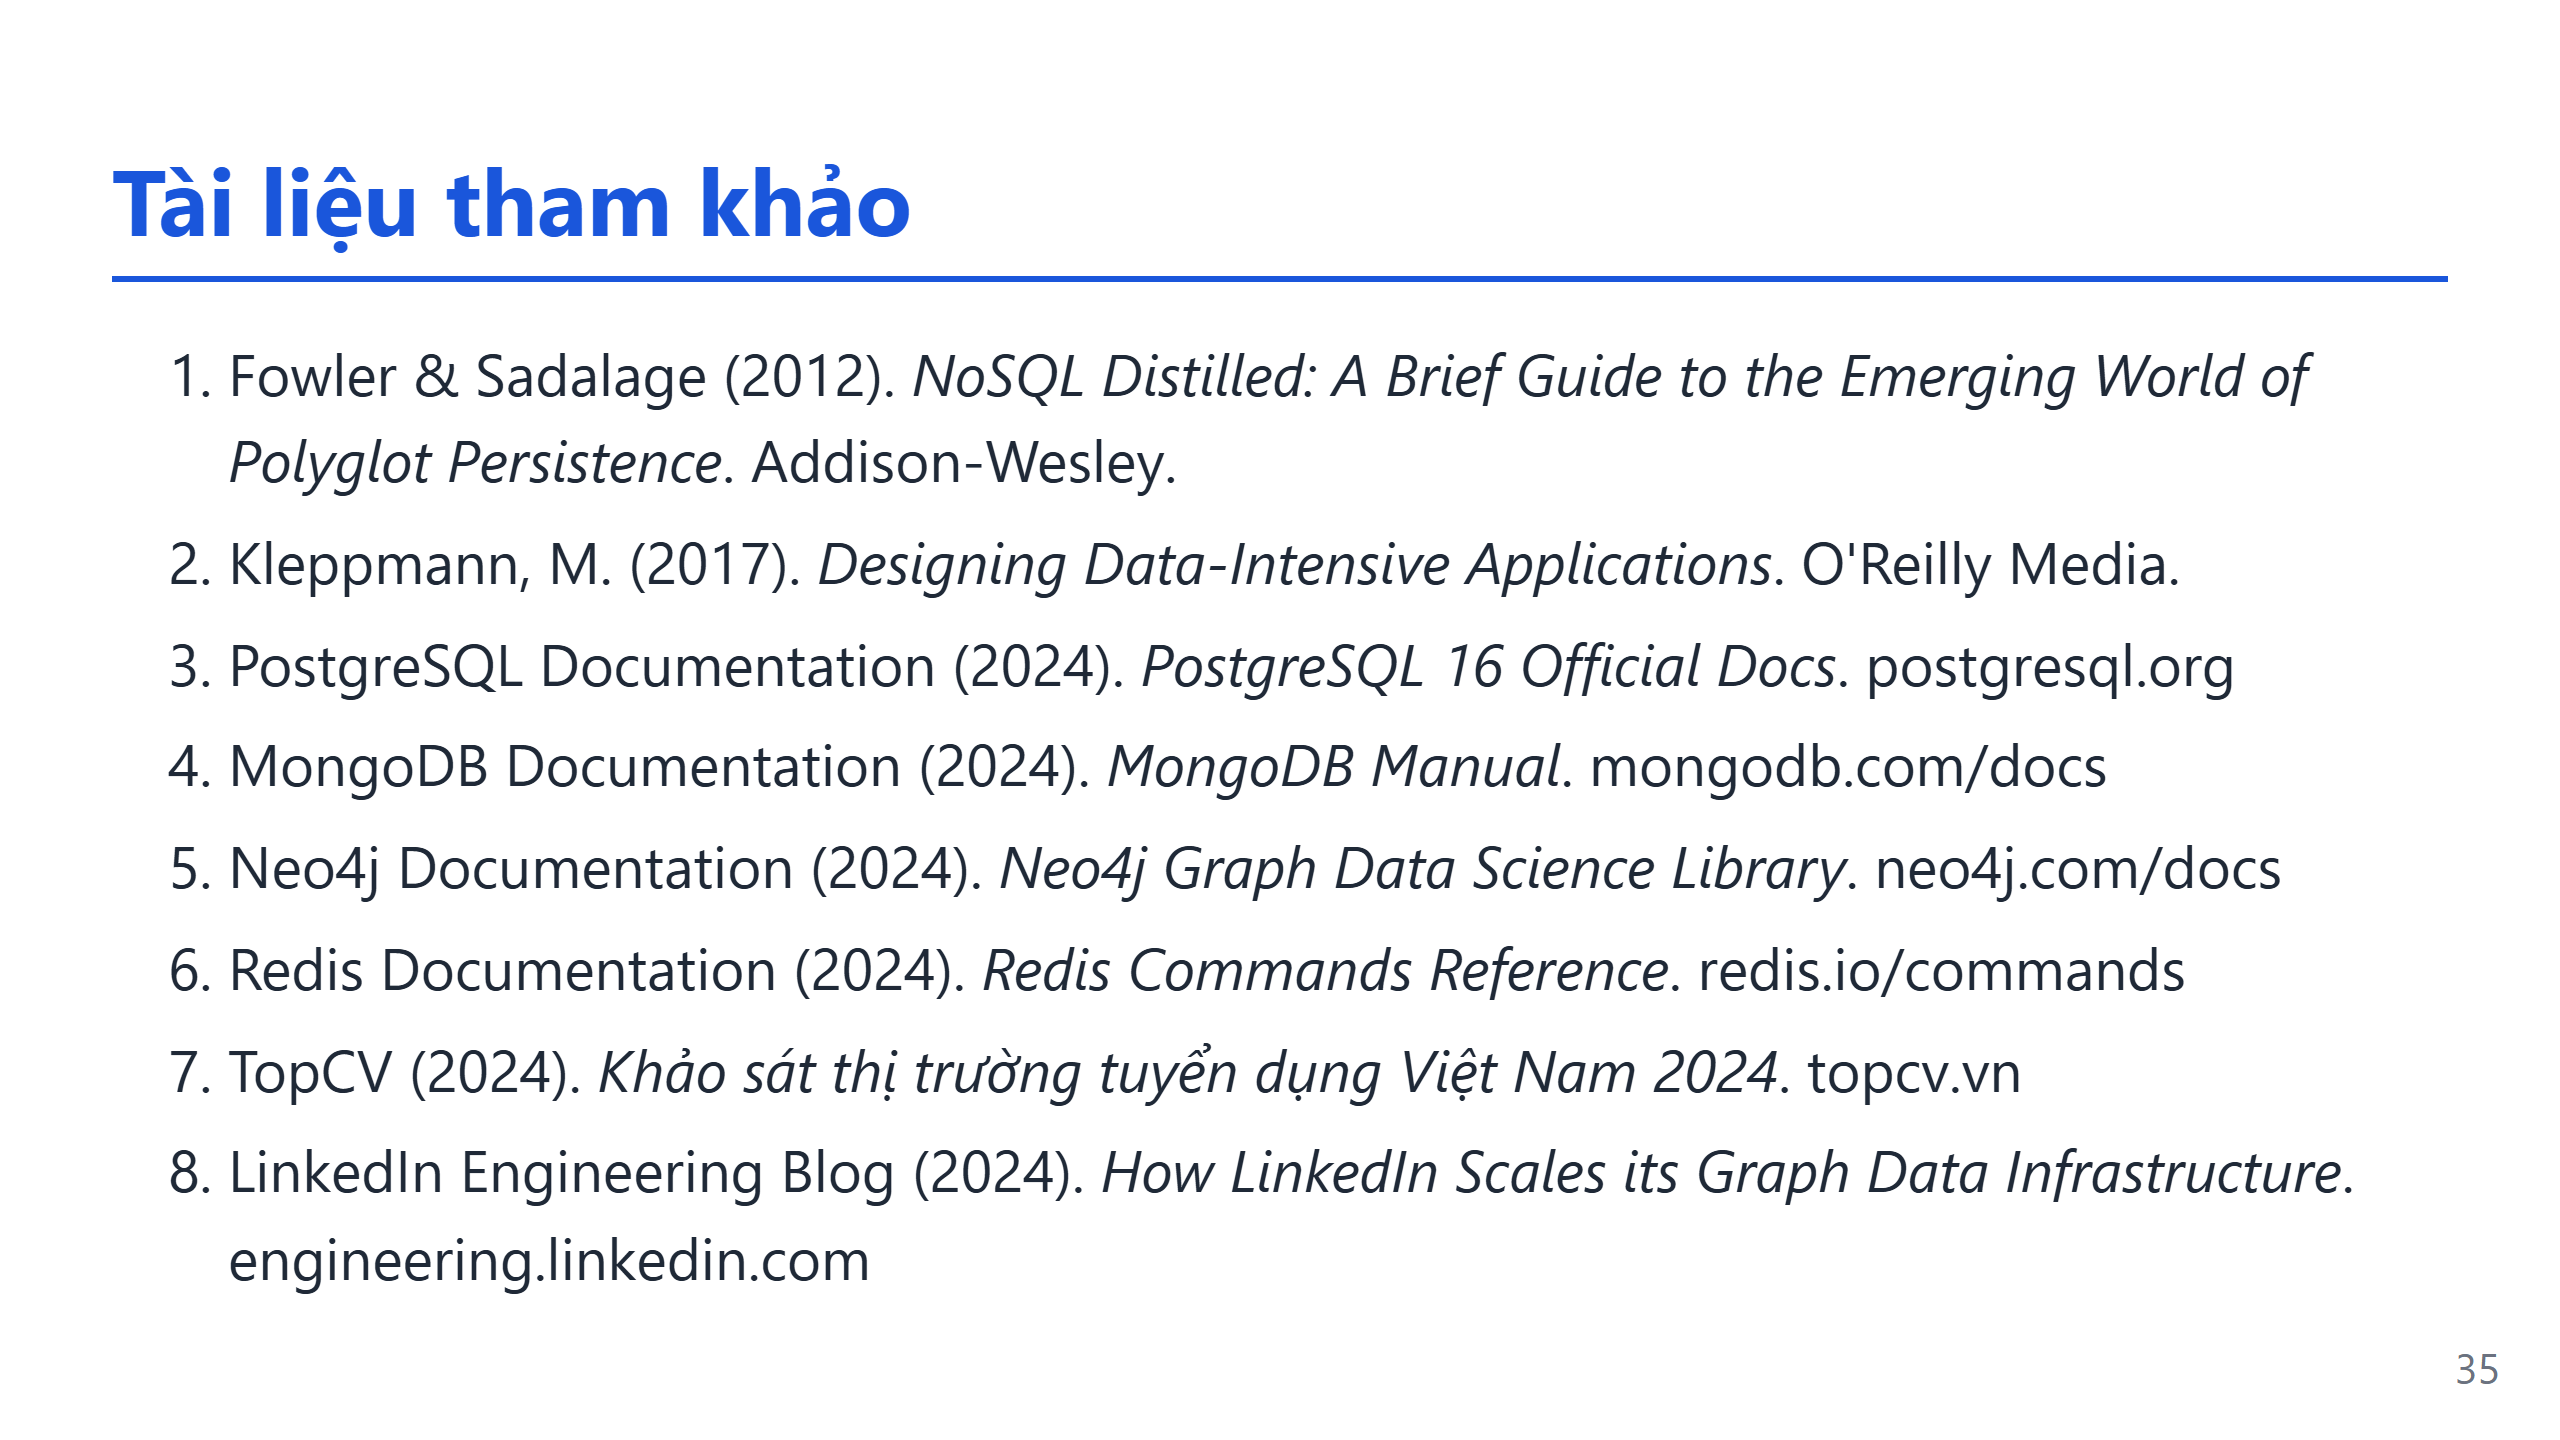 Tài liệu tham khảo
1. Fowler & Sadalage (2012). NoSQL Distilled: A Brief Guide to the Emerging World of
Polyglot Persistence. Addison-Wesley.
2. Kleppmann, M. (2017). Designing Data-Intensive Applications. O'Reilly Media.
3. PostgreSQL Documentation (2024). PostgreSQL 16 Official Docs. postgresql.org
4. MongoDB Documentation (2024). MongoDB Manual. mongodb.com/docs
5. Neo4j Documentation (2024). Neo4j Graph Data Science Library. neo4j.com/docs
6. Redis Documentation (2024). Redis Commands Reference. redis.io/commands
7. TopCV (2024). Khảo sát thị trường tuyển dụng Việt Nam 2024. topcv.vn
8. LinkedIn Engineering Blog (2024). How LinkedIn Scales its Graph Data Infrastructure.
engineering.linkedin.com
35